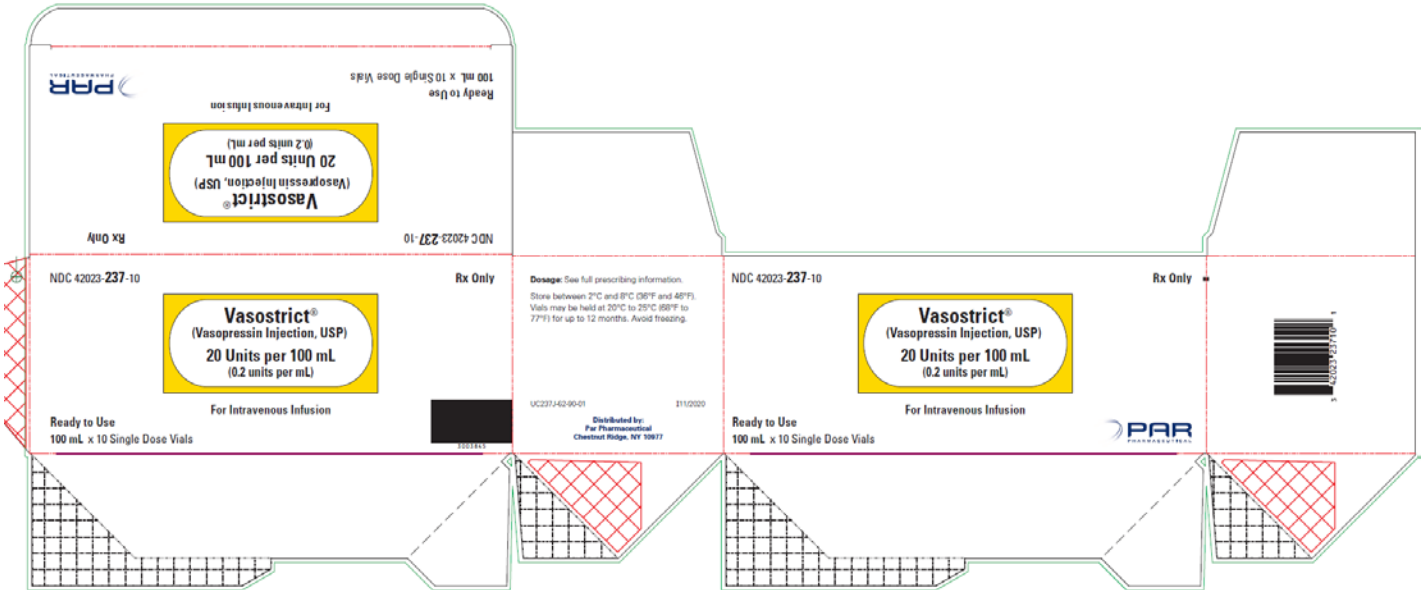 PAR
PHARMACEUTICAL
100 mL x 10 Single Dose Vials
Ready to Use
For Intravenous Infusion
(0.2 units per mL)
20 Units per 100 mL
(Vasopressin Injection, USP)
Vasostrict®
Rx Only
NDC 42023-237-10
NDC 42023-237-10
Rx Only
Vasostrict®
(Vasopressin Injection, USP)
20 Units per 100 mL
(0.2 units per mL)
For Intravenous Infusion
Ready to Use
100 mL x 10 Single Dose Vials
3003845
Dosage: See full prescribing information.
Store between 2°C and 8°C (36°F and 46°F).
Vials may be held at 20°C to 25°C (68°F to
77°F) for up to 12 months. Avoid freezing.
UC237J-62-90-01
I11/2020
Distributed by:
Par Pharmaceutical
Chestnut Ridge, NY 10977
NDC 42023-237-10
Rx Only
Vasostrict®
(Vasopressin Injection, USP)
20 Units per 100 mL
(0.2 units per mL)
For Intravenous Infusion
Ready to Use
100 mL x 10 Single Dose Vials
PAR
PHARMACEUTICAL
5 42023 23710 1